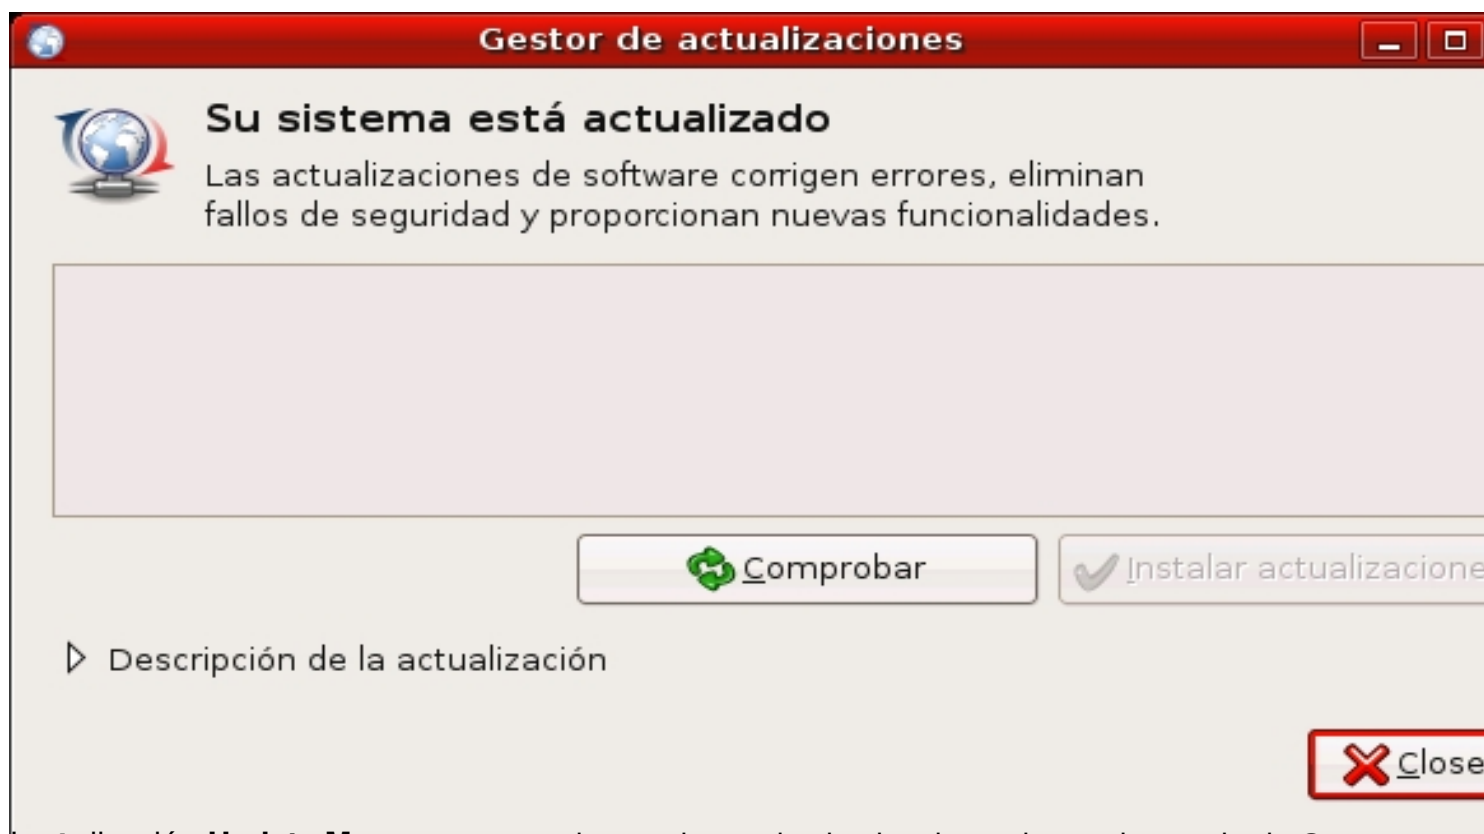 Gestor de actualizaciones
Su sistema está actualizado
Las actualizaciones de software corrigen errores, eliminan
fallos de seguridad y proporcionan nuevas funcionalidades.
Comprobar
Instalar actualizacione
Descripción de la actualización
Close